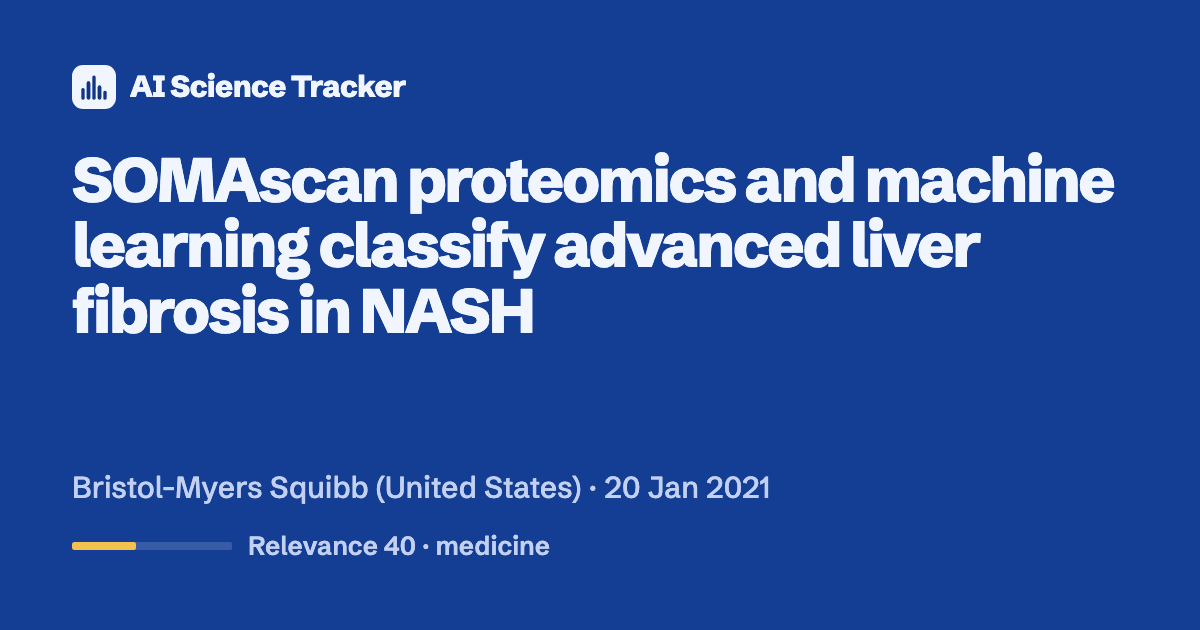 AI Science Tracker
SOMAscan proteomics and machine
learning classify advanced liver
fibrosis in NASH
Bristol-Myers Squibb (United States) · 20 Jan 2021
Relevance 40 · medicine